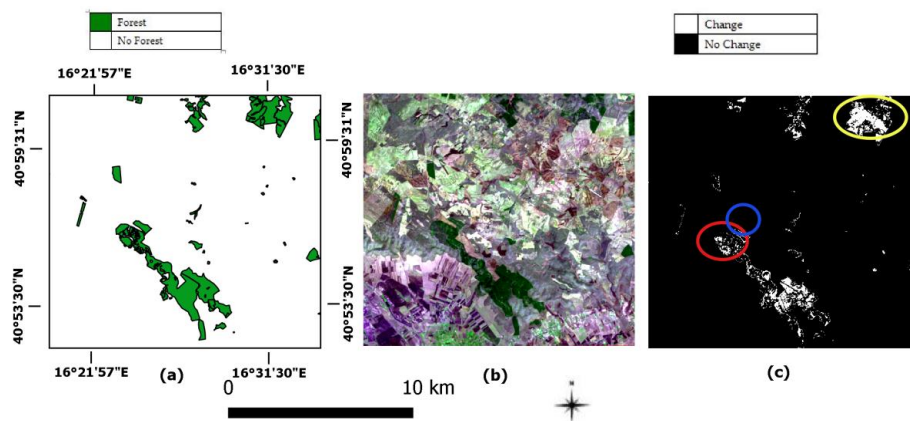 Forest
No Forest
Change
No Change
16°21'57"E
16°31'30"E
40°59'31"N
40°59'31"N
40°53'30"N
40°53'30"N
16°21'57"E
16°31'30"E
(a)
(b)
(c)
0
10 km
N